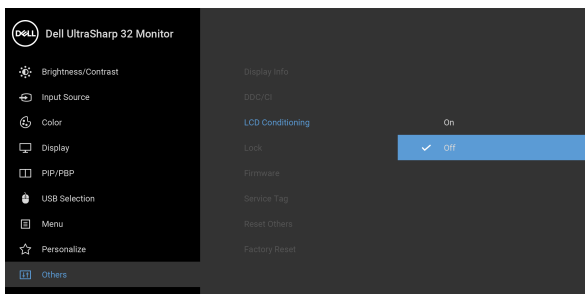 DELL Dell UltraSharp 32 Monitor
Brightness/Contrast
Display Info
Input Source
DDC/CI
Color
LCD Conditioning
On
Display
Lock
Off
PIP/PBP
Firmware
USB Selection
Service Tag
Menu
Reset Others
Personalize
Factory Reset
Others